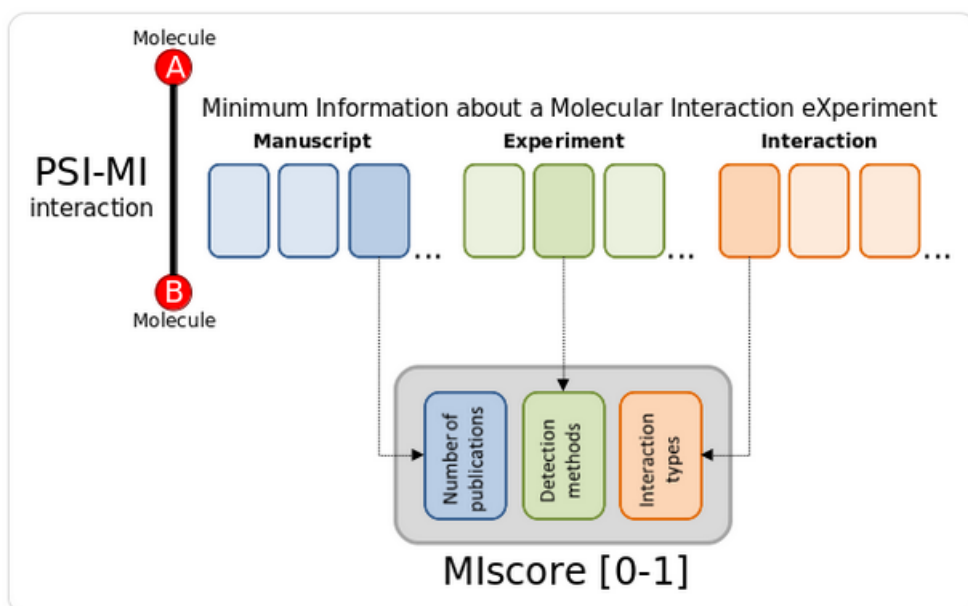 Molecule
A
Minimum Information about a Molecular Interaction eXperiment
Manuscript
Experiment
Interaction
PSI-MI
interaction
...
...
...
B
Molecule
Number of
publications
Detection
methods
Interaction
types
MIscore [0-1]